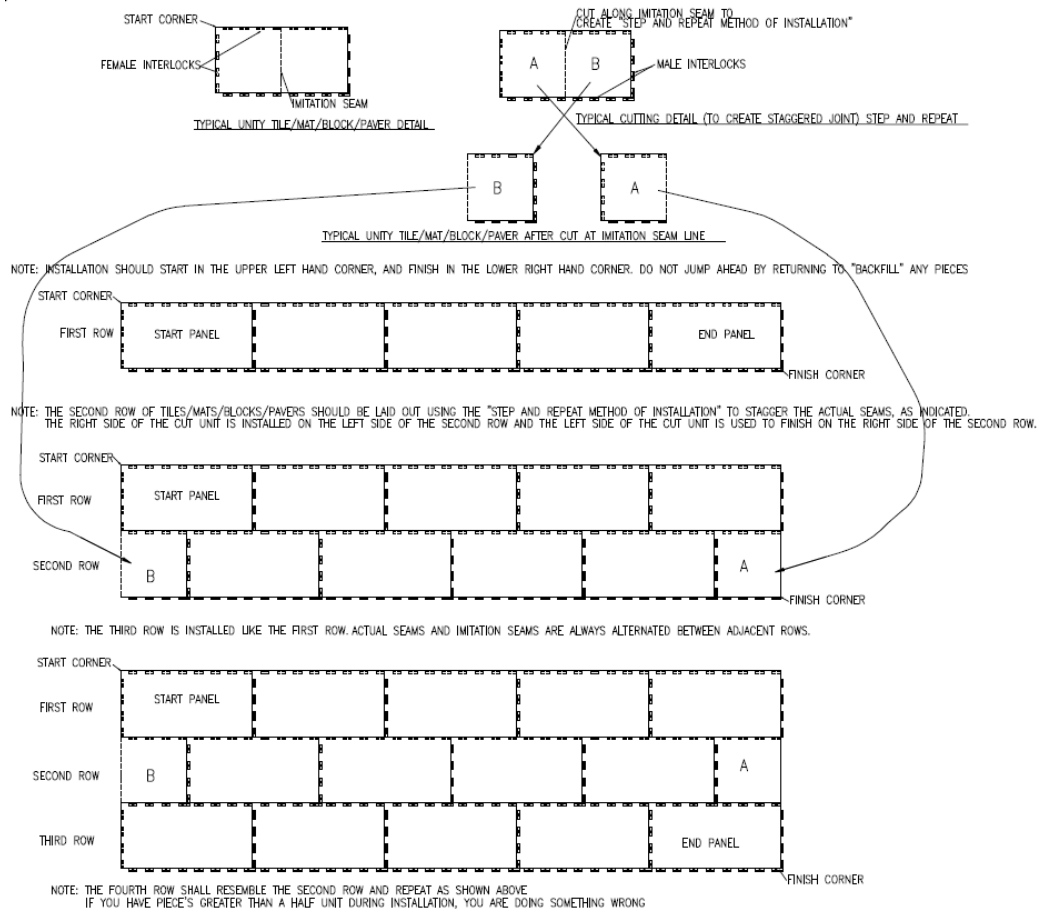 START CORNER
FEMALE INTERLOCKS
IMITATION SEAM
TYPICAL UNITY TILE/MAT/BLOCK/PAVER DETAIL
CUT ALONG IMITATION SEAM TO
CREATE "STEP AND REPEAT METHOD OF INSTALLATION"
A
B
MALE INTERLOCKS
TYPICAL CUTTING DETAIL (TO CREATE STAGGERED JOINT) STEP AND REPEAT
B
A
TYPICAL UNITY TILE/MAT/BLOCK/PAVER AFTER CUT AT IMITATION SEAM LINE
NOTE: INSTALLATION SHOULD START IN THE UPPER LEFT HAND CORNER, AND FINISH IN THE LOWER RIGHT HAND CORNER. DO NOT JUMP AHEAD BY RETURNING TO "BACKFILL" ANY PIECES
START CORNER
FIRST ROW
START PANEL
END PANEL
FINISH CORNER
NOTE: THE SECOND ROW OF TILES/MATS/BLOCKS/PAVERS SHOULD BE LAID OUT USING THE "STEP AND REPEAT METHOD OF INSTALLATION" TO STAGGER THE ACTUAL SEAMS, AS INDICATED.
THE RIGHT SIDE OF THE CUT UNIT IS INSTALLED ON THE LEFT SIDE OF THE SECOND ROW AND THE LEFT SIDE OF THE CUT UNIT IS USED TO FINISH ON THE RIGHT SIDE OF THE SECOND ROW.
START CORNER
FIRST ROW
START PANEL
SECOND ROW
B
A
FINISH CORNER
NOTE: THE THIRD ROW IS INSTALLED LIKE THE FIRST ROW. ACTUAL SEAMS AND IMITATION SEAMS ARE ALWAYS ALTERNATED BETWEEN ADJACENT ROWS.
START CORNER
FIRST ROW
START PANEL
SECOND ROW
B
A
THIRD ROW
END PANEL
FINISH CORNER
NOTE: THE FOURTH ROW SHALL RESEMBLE THE SECOND ROW AND REPEAT AS SHOWN ABOVE
IF YOU HAVE PIECE'S GREATER THAN A HALF UNIT DURING INSTALLATION, YOU ARE DOING SOMETHING WRONG